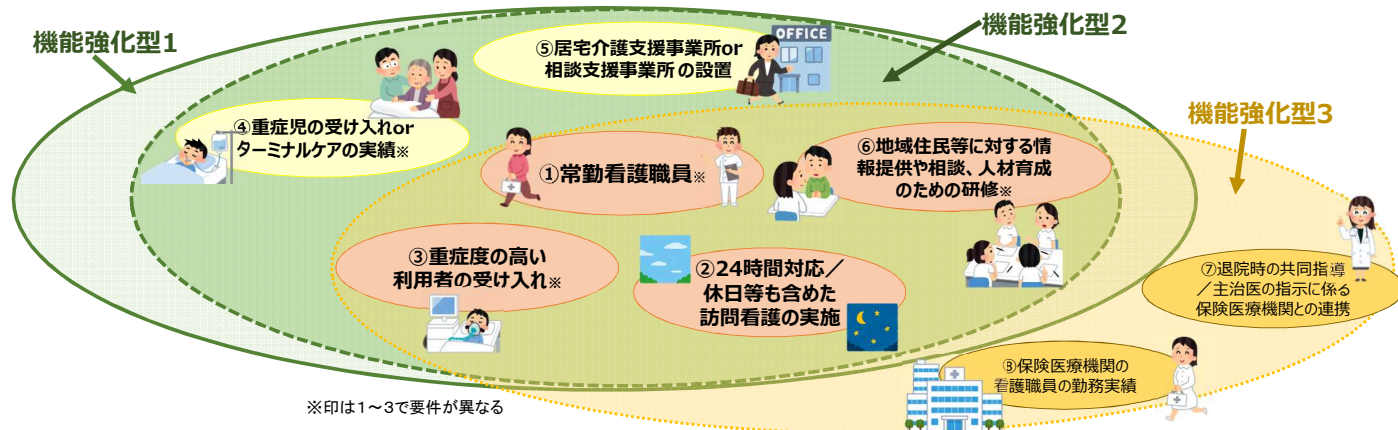 機能強化型1
⑤居宅介護支援事業所or
相談支援事業所の設置
OFFICE
機能強化型2
④重症児の受け入れor
ターミナルケアの実績※
①常勤看護職員※
⑥地域住民等に対する情
報提供や相談、人材育成
のための研修※
機能強化型3
③重症度の高い
利用者の受け入れ※
②24時間対応／
休日等も含めた
訪問看護の実施
⑦退院時の共同指導
／主治医の指示に係る
保険医療機関との連携
⑧保険医療機関の
看護職員の勤務実績
※印は１～３で要件が異なる